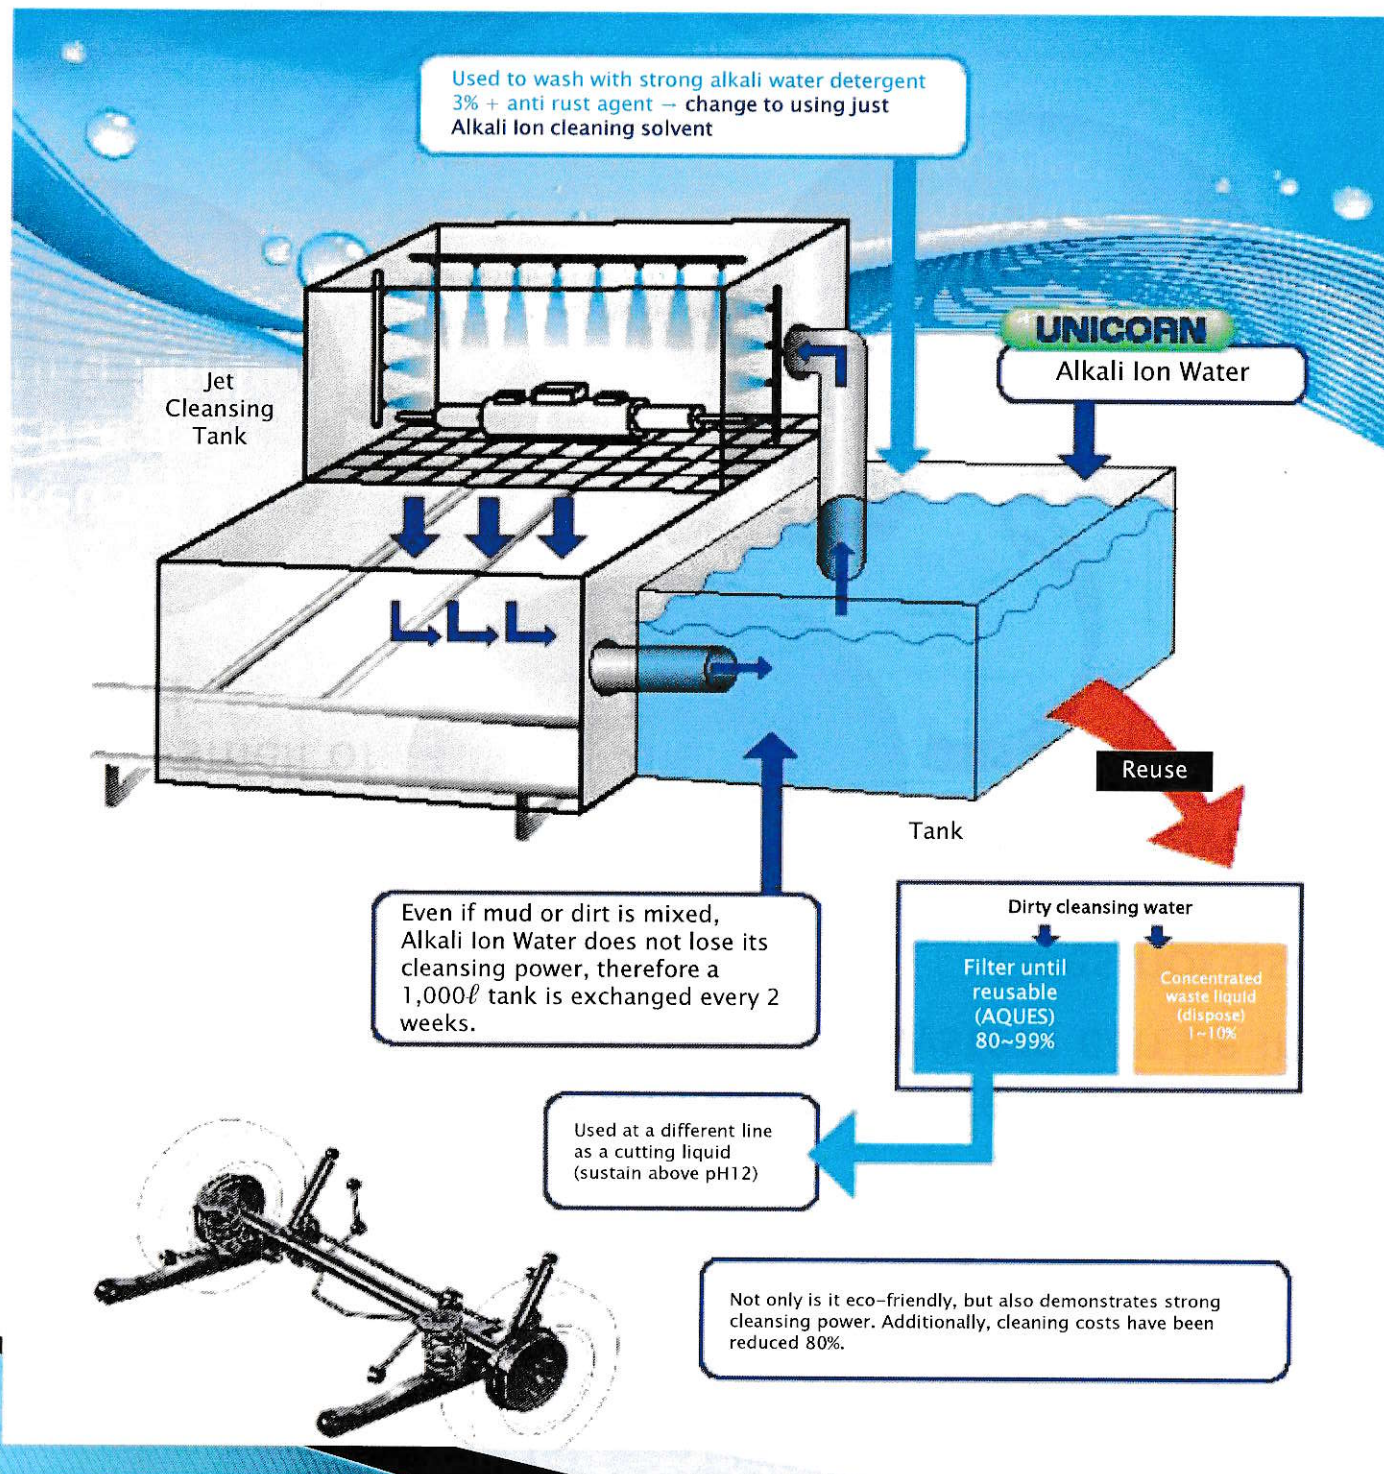 Used to wash with strong alkali water detergent
3% + anti rust agent → change to using just
Alkali Ion cleaning solvent
UNICORN
Alkali Ion Water
Jet
Cleansing
Tank
Reuse
Tank
Even if mud or dirt is mixed,
Alkali Ion Water does not lose its
cleansing power, therefore a
1,000ℓ tank is exchanged every 2
weeks.
Dirty cleansing water
Filter until
reusable
(AQUES)
80~99%
Concentrated
waste liquid
(dispose)
1~10%
Used at a different line
as a cutting liquid
(sustain above pH12)
Not only is it eco-friendly, but also demonstrates strong
cleansing power. Additionally, cleaning costs have been
reduced 80%.